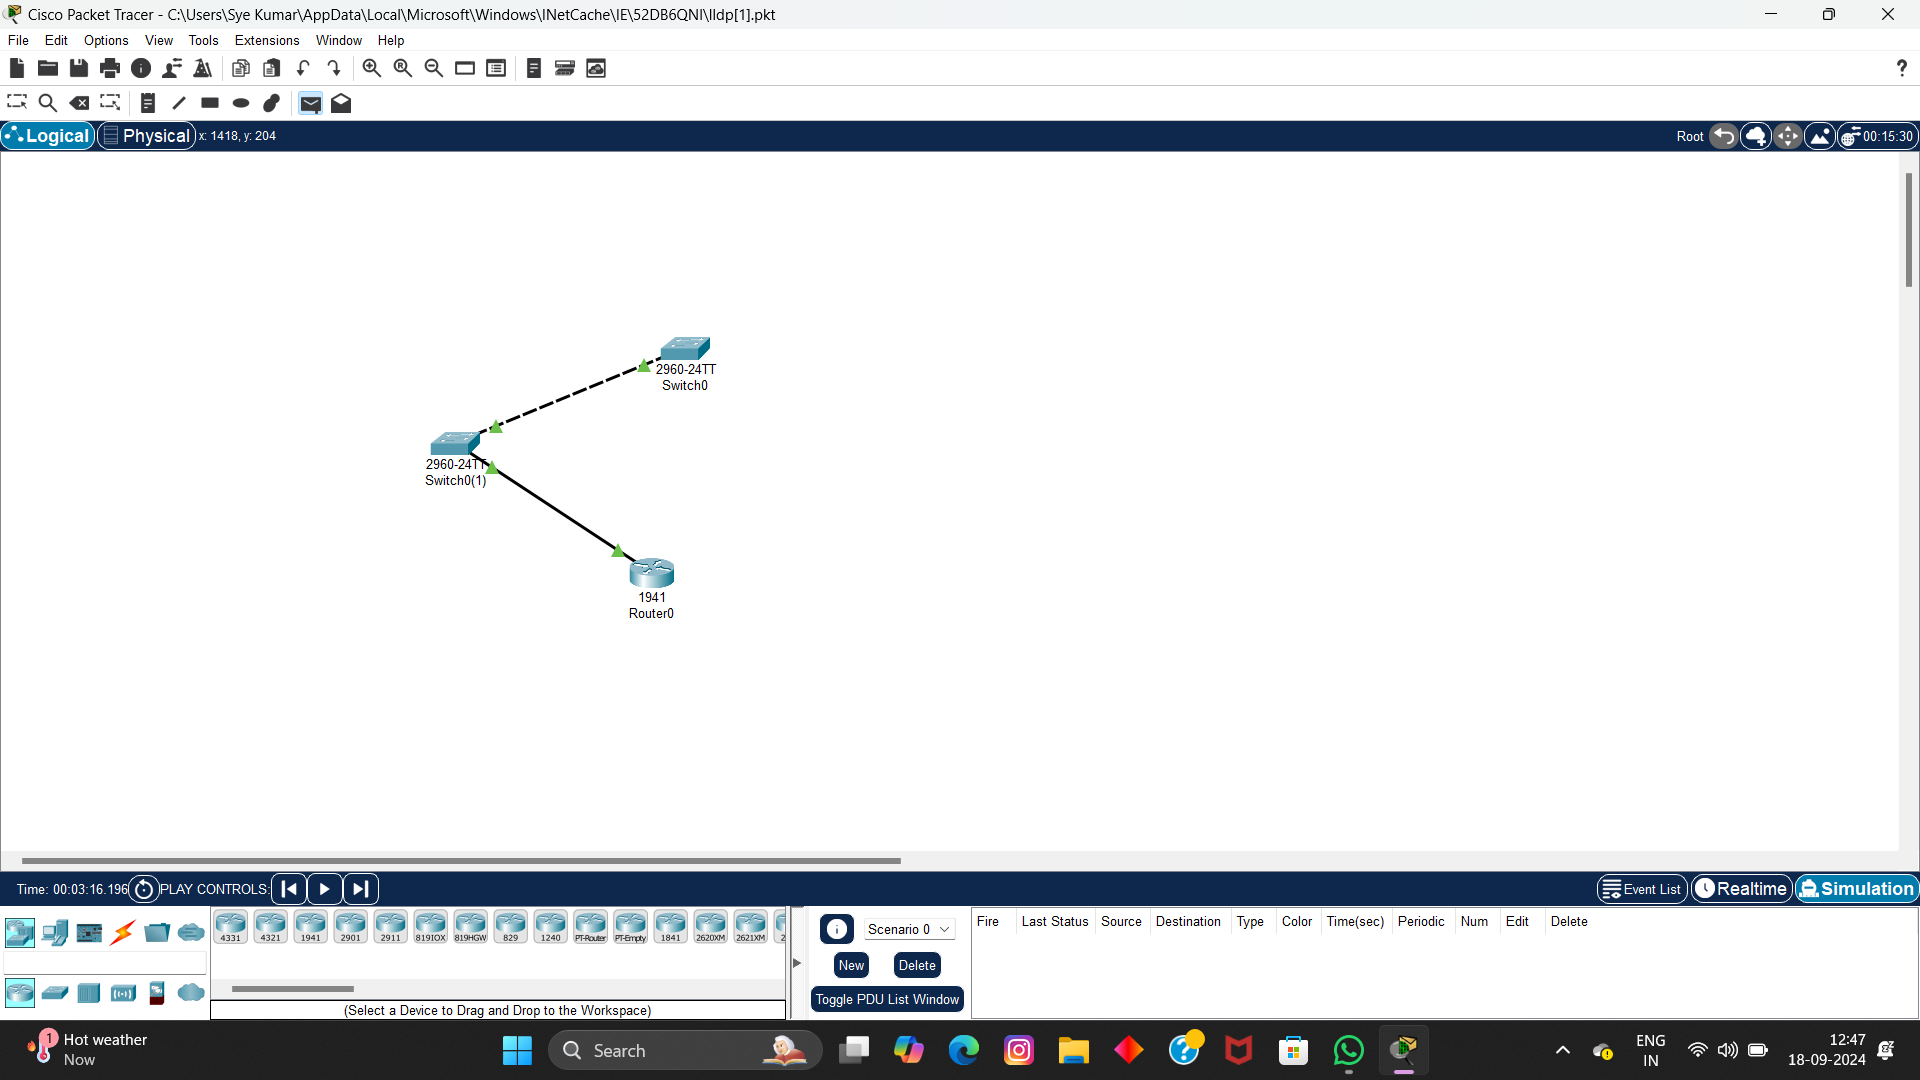 Cisco Packet Tracer - C:\Users\Sye Kumar\AppData\Local\Microsoft\Windows\INetCache\IE\52DB6QNI\lldp[1].pkt
File Edit Options View Tools Extensions Window Help
?
Logical Physical x: 1418, y: 204 Root 00:15:30
2960-24TT
Switch0
2960-24TT
Switch0(1)
1941
Router0
Time: 00:03:16.196 PLAY CONTROLS: Event List Realtime Simulation
4331 4321 1941 2901 2911 819IOX 819HGW 829 1240 PT-Router PT-Empty 1841 2620XM 2621XM 2
(Select a Device to Drag and Drop to the Workspace)
Scenario 0
New Delete
Toggle PDU List Window
Fire Last Status Source Destination Type Color Time(sec) Periodic Num Edit Delete
1 Hot weather
Now
Search
ENG
IN
12:47
18-09-2024